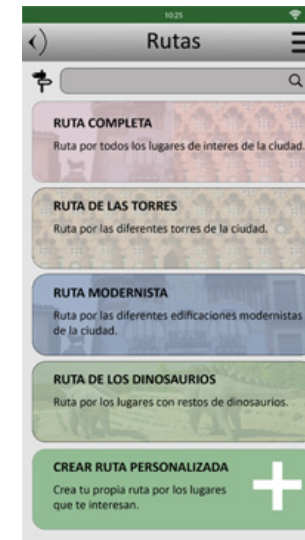 10:25
Rutas
RUTA COMPLETA
Ruta por todos los lugares de interes de la ciudad.
RUTA DE LAS TORRES
Ruta por las diferentes torres de la ciudad.
RUTA MODERNISTA
Ruta por las diferentes edificaciones modernistas
de la ciudad.
RUTA DE LOS DINOSAURIOS
Ruta por los lugares con restos de dinosaurios.
CREAR RUTA PERSONALIZADA
Crea tu propia ruta por los lugares
que te interesan.